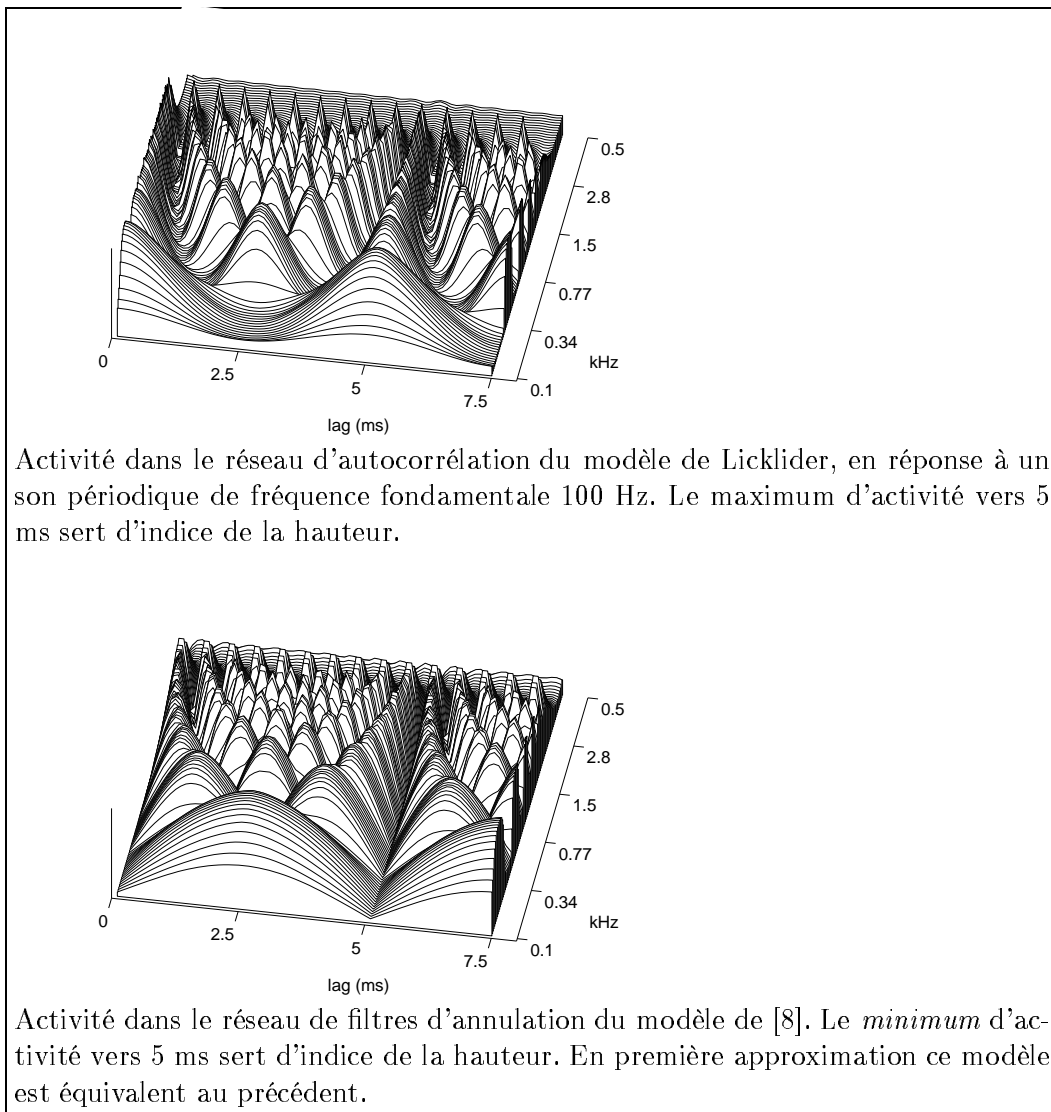 0.5
2.8
1.5
0.77
0.34
kHz
0.1
0
2.5
5
7.5
lag (ms)
Activité dans le réseau d'autocorrélation du modèle de Licklider, en réponse à un
son périodique de fréquence fondamentale 100 Hz. Le maximum d'activité vers 5
ms sert d'indice de la hauteur.
0.5
2.8
1.5
0.77
0.34
kHz
0.1
0
2.5
5
7.5
lag (ms)
Activité dans le réseau de filtres d'annulation du modèle de [8]. Le minimum d'ac-
tivité vers 5 ms sert d'indice de la hauteur. En première approximation ce modèle
est équivalent au précédent.